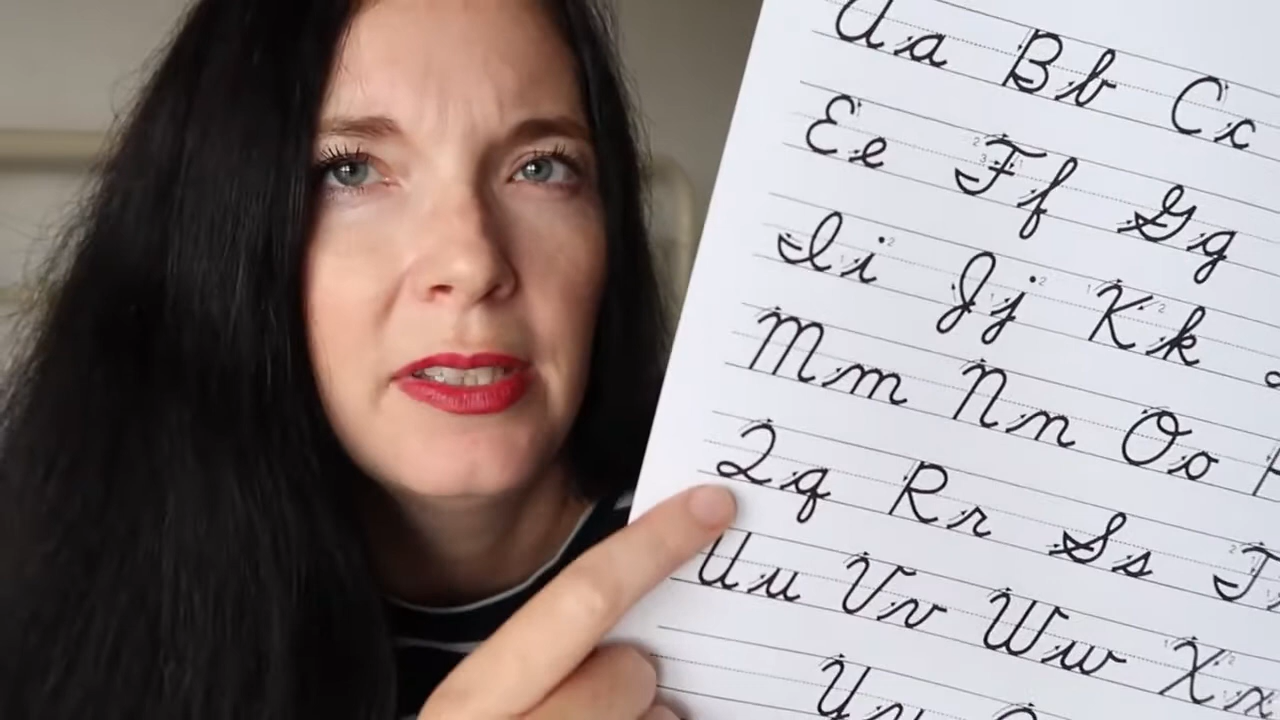 Aa Bb Cc
Ee Ff Gg
Ii Jj Kk
Mm Nn Oo
Qq Rr Ss T
Uu Vv Ww Xx
Yy